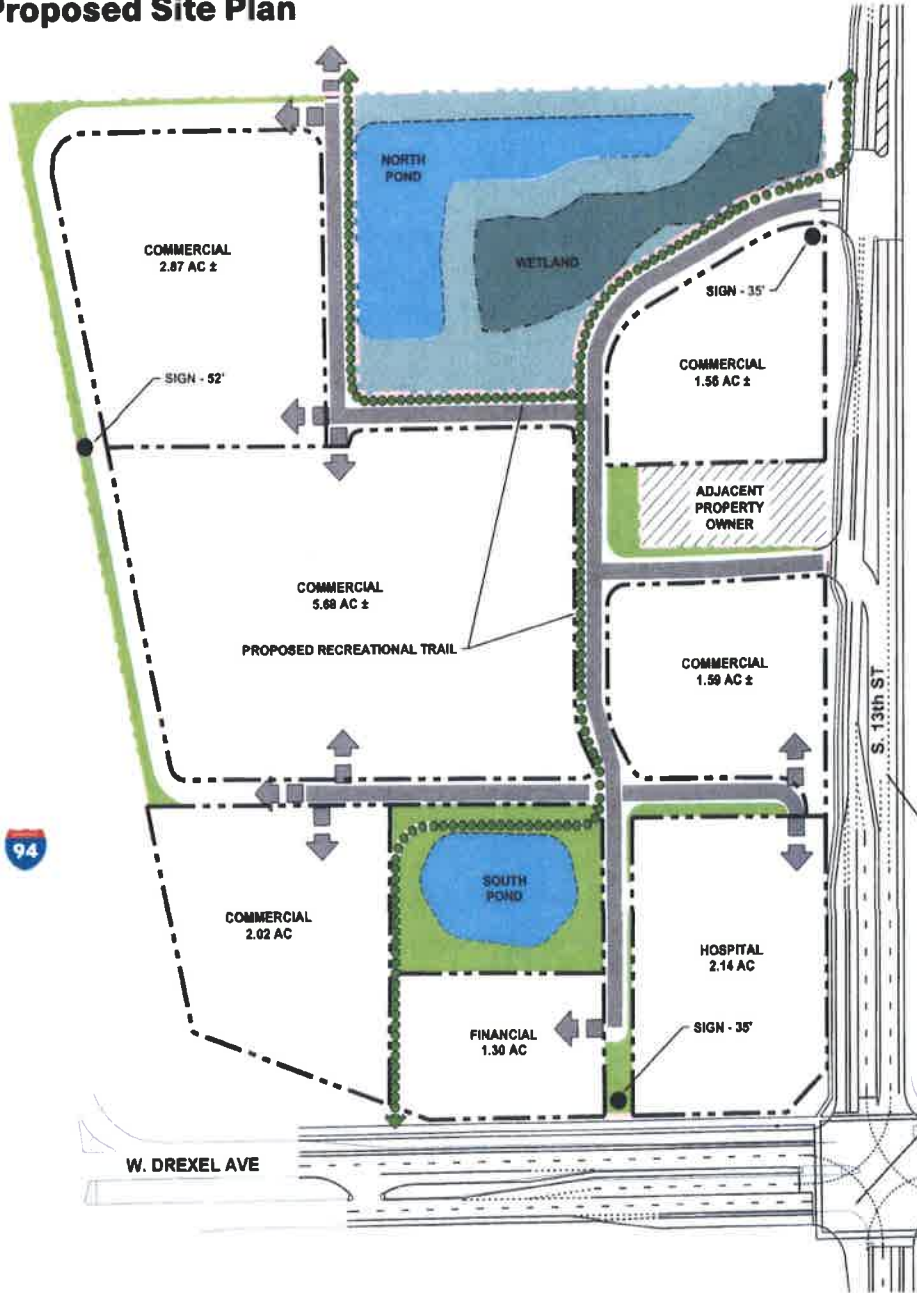 Proposed Site Plan
NORTH
POND
COMMERCIAL
2.87 AC ±
WETLAND
SIGN - 35'
COMMERCIAL
1.56 AC ±
SIGN - 52'
ADJACENT
PROPERTY
OWNER
COMMERCIAL
5.68 AC ±
PROPOSED RECREATIONAL TRAIL
COMMERCIAL
1.59 AC ±
S. 13th ST
94
SOUTH
POND
COMMERCIAL
2.02 AC
HOSPITAL
2.14 AC
FINANCIAL
1.30 AC
SIGN - 35'
W. DREXEL AVE